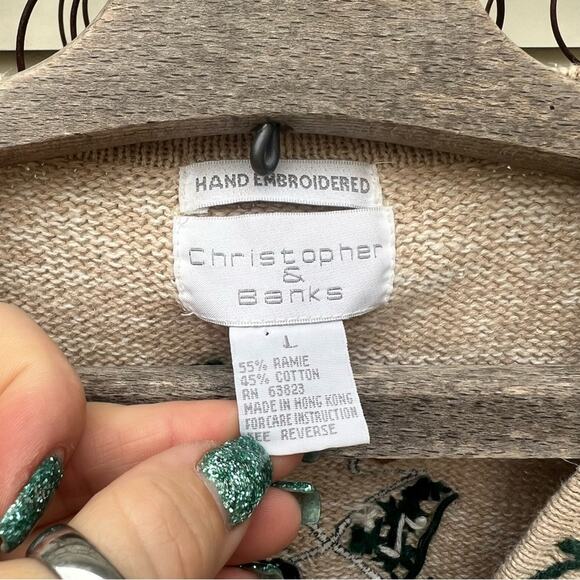 HAND EMBROIDERED
Christopher
&
Banks
L
55% RAMIE
45% COTTON
RN 63823
MADE IN HONG KONG
FOR CARE INSTRUCTION
SEE REVERSE